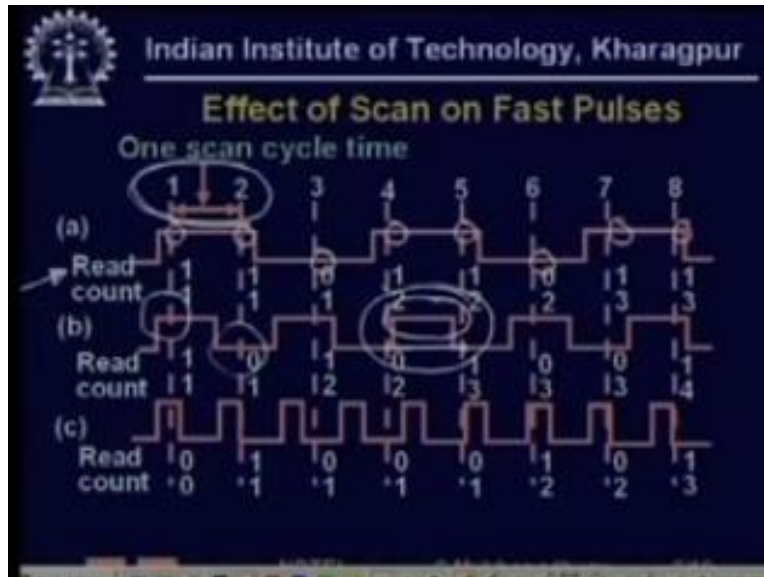 Indian Institute of Technology, Kharagpur
Effect of Scan on Fast Pulses
One scan cycle time
1 2 3 4 5 6 7 8
(a)
Read 1 1 0 1 1 0 1 1
count 1 1 1 2 2 2 3 3
(b)
Read 1 0 1 0 1 0 0 1
count 1 1 2 2 3 3 3 4
(c)
Read 0 1 0 0 0 1 0 1
count 0 1 1 1 1 2 2 3